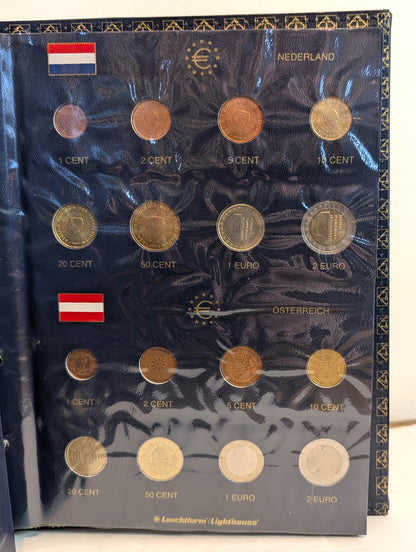 NEDERLAND
1 CENT 2 CENT 5 CENT 10 CENT
20 CENT 50 CENT 1 EURO 2 EURO
ÖSTERREICH
1 CENT 2 CENT 5 CENT 10 CENT
20 CENT 50 CENT 1 EURO 2 EURO
Leuchtturm/Lighthouse